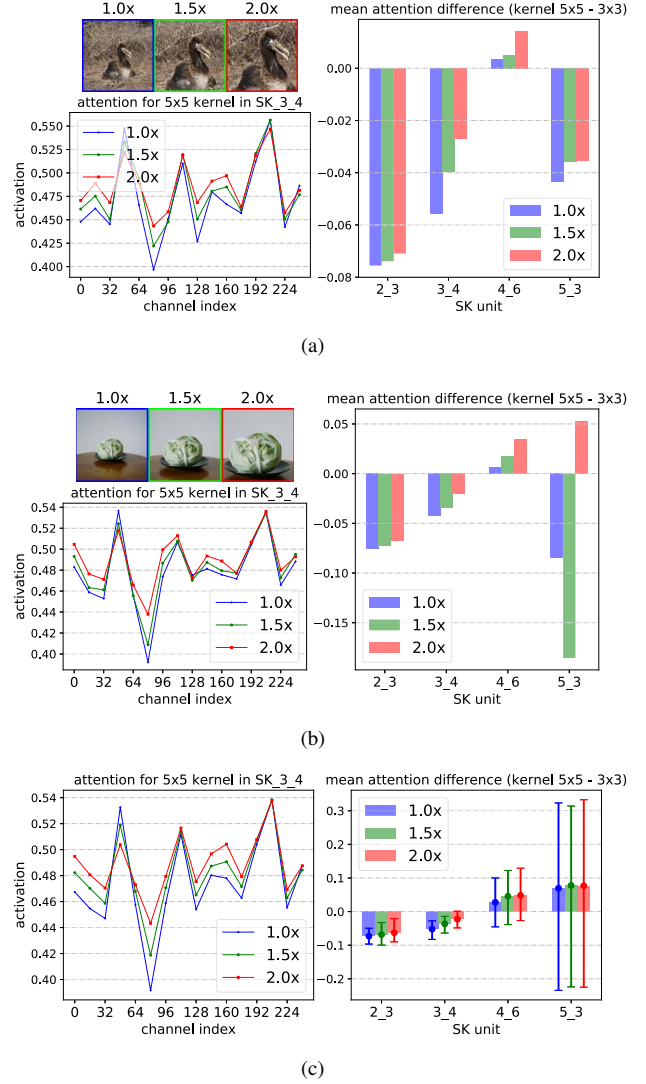 1.0x 1.5x 2.0x
attention for 5x5 kernel in SK_3_4
activation
0.550
0.525
0.500
0.475
0.450
0.425
0.400
1.0x
1.5x
2.0x
0 32 64 96 128 160 192 224
channel index
mean attention difference (kernel 5x5 - 3x3)
0.00
−0.02
−0.04
−0.06
−0.08
1.0x
1.5x
2.0x
2_3 3_4 4_6 5_3
SK unit
(a)
1.0x 1.5x 2.0x
attention for 5x5 kernel in SK_3_4
activation
0.54
0.52
0.50
0.48
0.46
0.44
0.42
0.40
1.0x
1.5x
2.0x
0 32 64 96 128 160 192 224
channel index
mean attention difference (kernel 5x5 - 3x3)
0.05
0.00
−0.05
−0.10
−0.15
1.0x
1.5x
2.0x
2_3 3_4 4_6 5_3
SK unit
(b)
attention for 5x5 kernel in SK_3_4
activation
0.54
0.52
0.50
0.48
0.46
0.44
0.42
0.40
1.0x
1.5x
2.0x
0 32 64 96 128 160 192 224
channel index
mean attention difference (kernel 5x5 - 3x3)
0.3
0.2
0.1
0.0
−0.1
−0.2
1.0x
1.5x
2.0x
2_3 3_4 4_6 5_3
SK unit
(c)